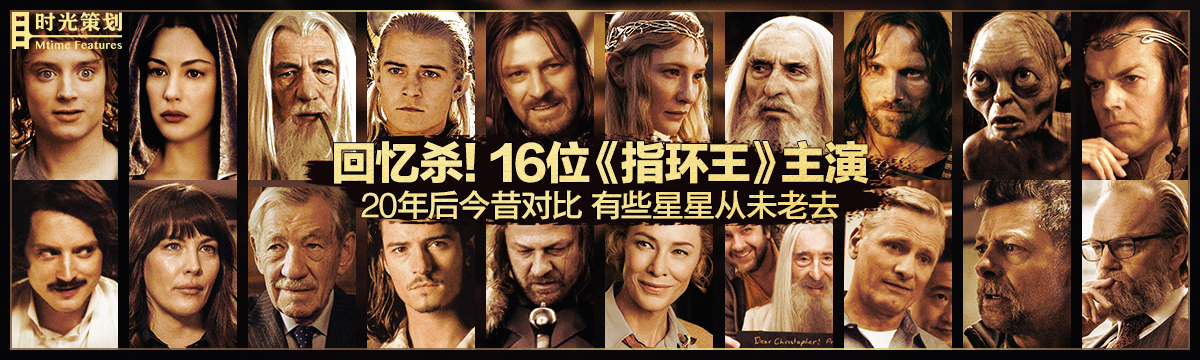 时光策划
Mtime Features
回忆杀! 16位《指环王》主演
20年后今昔对比 有些星星从未老去
Dear Christopher!